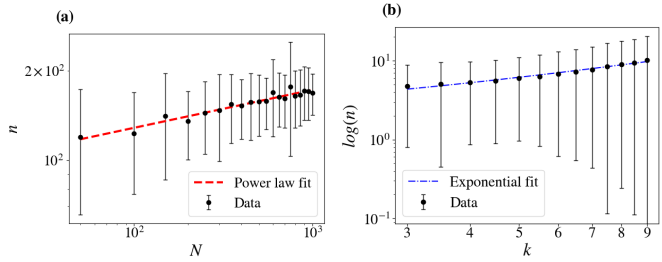 (a)
2 × 10²
10²
n
Power law fit
Data
10² 10³
N
(b)
10²
10¹
10⁰
10⁻¹
log(n)
Exponential fit
Data
3 4 5 6 7 8 9
k